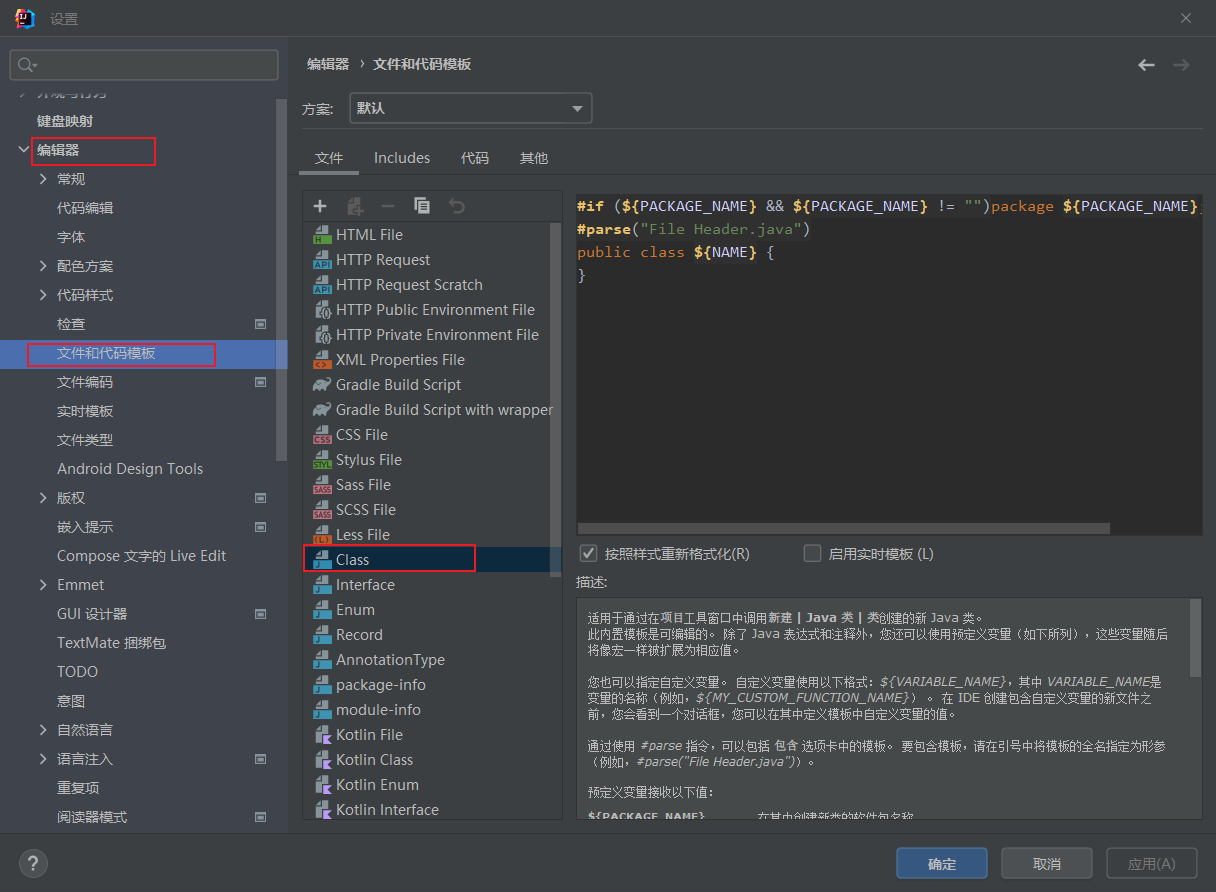 设置
外观与行为
键盘映射
编辑器
常规
代码编辑
字体
配色方案
代码样式
检查
文件和代码模板
文件编码
实时模板
文件类型
Android Design Tools
版权
嵌入提示
Compose 文字的 Live Edit
Emmet
GUI 设计器
TextMate 捆绑包
TODO
意图
自然语言
语言注入
重复项
阅读器模式
编辑器 › 文件和代码模板
方案: 默认
文件 Includes 代码 其他
HTML File
HTTP Request
HTTP Request Scratch
HTTP Public Environment File
HTTP Private Environment File
XML Properties File
Gradle Build Script
Gradle Build Script with wrapper
CSS File
Stylus File
Sass File
SCSS File
Less File
Class
Interface
Enum
Record
AnnotationType
package-info
module-info
Kotlin File
Kotlin Class
Kotlin Enum
Kotlin Interface
#if (${PACKAGE_NAME} && ${PACKAGE_NAME} != "")package ${PACKAGE_NAME};
#parse("File Header.java")
public class ${NAME} {
}
按照样式重新格式化(R) 启用实时模板 (L)
描述:
适用于通过在项目工具窗口中调用新建 | Java 类 | 类创建的新 Java 类。
此内置模板是可编辑的。 除了 Java 表达式和注释外，您还可以使用预定义变量（如下所列），这些变量随后
将像宏一样被扩展为相应值。
您也可以指定自定义变量。 自定义变量使用以下格式: ${VARIABLE_NAME}，其中 VARIABLE_NAME是
变量的名称（例如，${MY_CUSTOM_FUNCTION_NAME}） 。 在 IDE 创建包含自定义变量的新文件之
前，您会看到一个对话框，您可以在其中定义模板中自定义变量的值。
通过使用 #parse 指令，可以包括 包含 选项卡中的模板。 要包含模板，请在引号中将模板的全名指定为形参
（例如，#parse("File Header.java")）。
预定义变量接收以下值:
${PACKAGE_NAME} 在其中创建新类的软件包名称
? 确定 取消 应用(A)